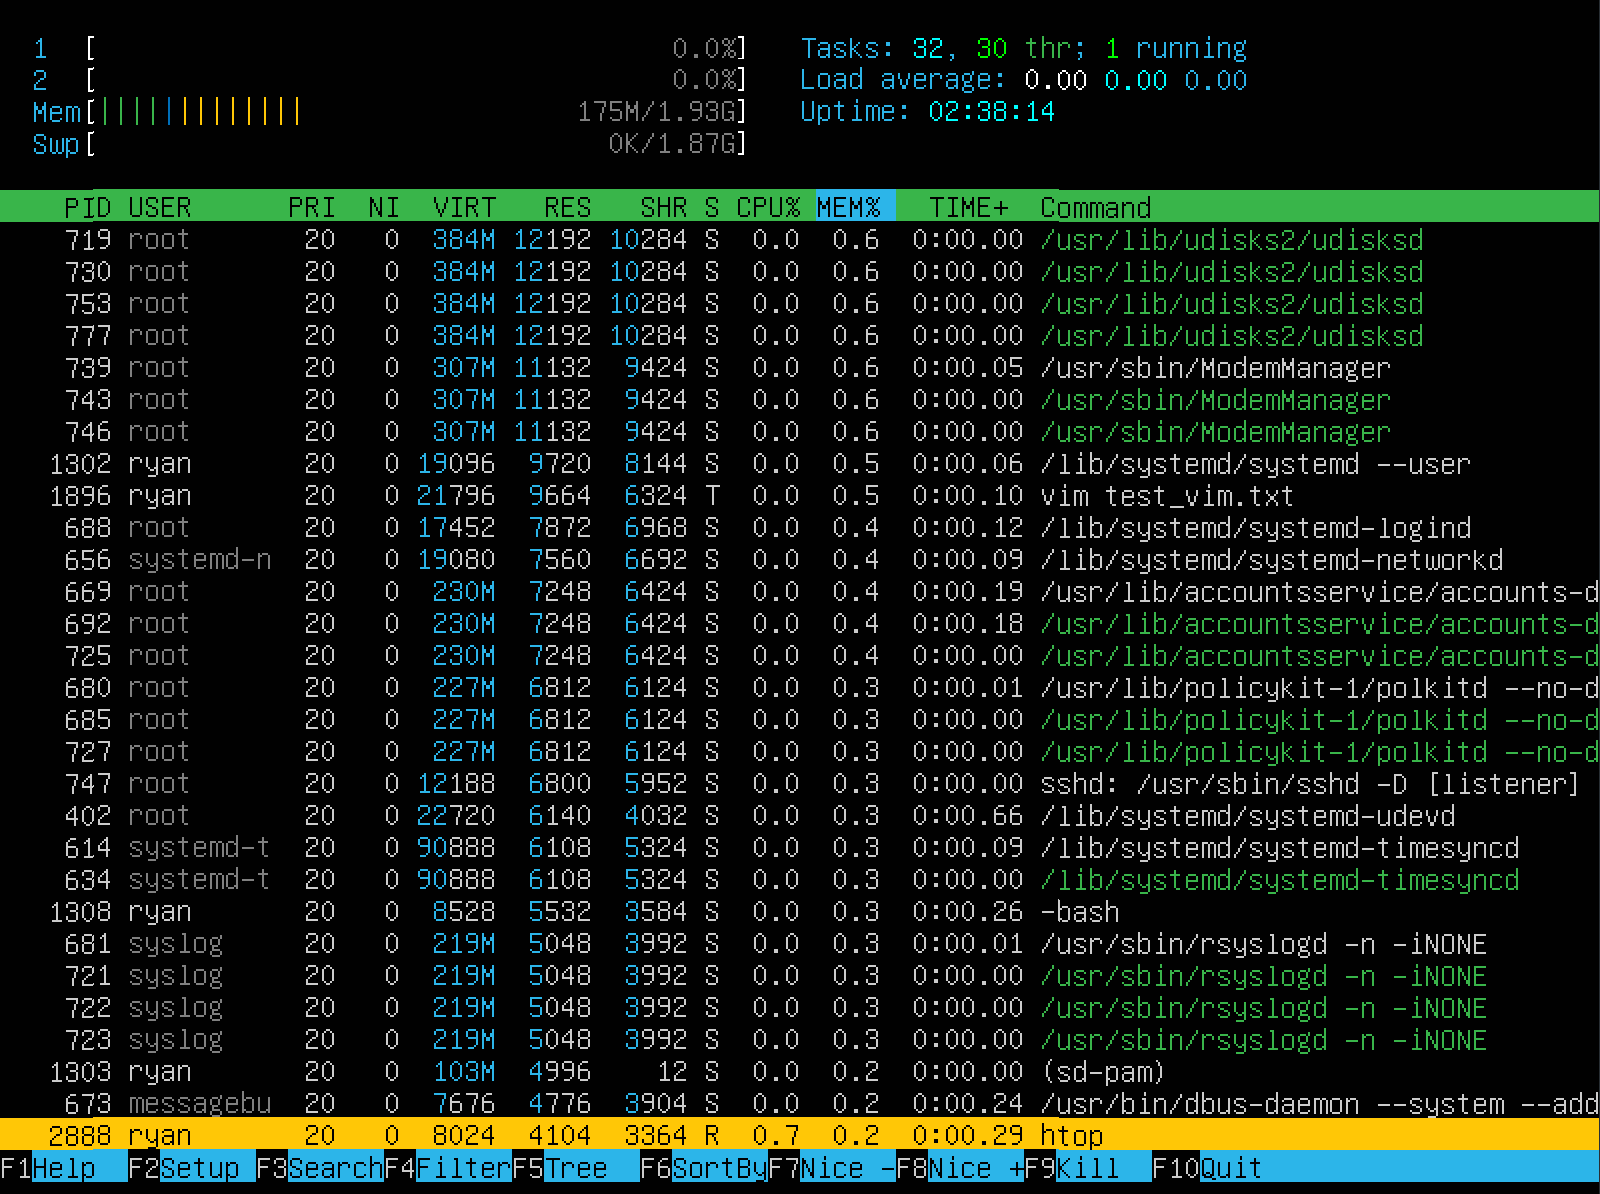 1 [ 0.0%] Tasks: 32, 30 thr; 1 running
2 [ 0.0%] Load average: 0.00 0.00 0.00
Mem[||||||||||||| 175M/1.93G] Uptime: 02:38:14
Swp[ 0K/1.87G]
PID USER PRI NI VIRT RES SHR S CPU% MEM% TIME+ Command
719 root 20 0 384M 12192 10284 S 0.0 0.6 0:00.00 /usr/lib/udisks2/udisksd
730 root 20 0 384M 12192 10284 S 0.0 0.6 0:00.00 /usr/lib/udisks2/udisksd
753 root 20 0 384M 12192 10284 S 0.0 0.6 0:00.00 /usr/lib/udisks2/udisksd
777 root 20 0 384M 12192 10284 S 0.0 0.6 0:00.00 /usr/lib/udisks2/udisksd
739 root 20 0 307M 11132 9424 S 0.0 0.6 0:00.05 /usr/sbin/ModemManager
743 root 20 0 307M 11132 9424 S 0.0 0.6 0:00.00 /usr/sbin/ModemManager
746 root 20 0 307M 11132 9424 S 0.0 0.6 0:00.00 /usr/sbin/ModemManager
1302 ryan 20 0 19096 9720 8144 S 0.0 0.5 0:00.06 /lib/systemd/systemd --user
1896 ryan 20 0 21796 9664 6324 T 0.0 0.5 0:00.10 vim test_vim.txt
688 root 20 0 17452 7872 6968 S 0.0 0.4 0:00.12 /lib/systemd/systemd-logind
656 systemd-n 20 0 19080 7560 6692 S 0.0 0.4 0:00.09 /lib/systemd/systemd-networkd
669 root 20 0 230M 7248 6424 S 0.0 0.4 0:00.19 /usr/lib/accountsservice/accounts-d
692 root 20 0 230M 7248 6424 S 0.0 0.4 0:00.18 /usr/lib/accountsservice/accounts-d
725 root 20 0 230M 7248 6424 S 0.0 0.4 0:00.00 /usr/lib/accountsservice/accounts-d
680 root 20 0 227M 6812 6124 S 0.0 0.3 0:00.01 /usr/lib/policykit-1/polkitd --no-d
685 root 20 0 227M 6812 6124 S 0.0 0.3 0:00.00 /usr/lib/policykit-1/polkitd --no-d
727 root 20 0 227M 6812 6124 S 0.0 0.3 0:00.00 /usr/lib/policykit-1/polkitd --no-d
747 root 20 0 12188 6800 5952 S 0.0 0.3 0:00.00 sshd: /usr/sbin/sshd -D [listener]
402 root 20 0 22720 6140 4032 S 0.0 0.3 0:00.66 /lib/systemd/systemd-udevd
614 systemd-t 20 0 90888 6108 5324 S 0.0 0.3 0:00.09 /lib/systemd/systemd-timesyncd
634 systemd-t 20 0 90888 6108 5324 S 0.0 0.3 0:00.00 /lib/systemd/systemd-timesyncd
1308 ryan 20 0 8528 5532 3584 S 0.0 0.3 0:00.26 -bash
681 syslog 20 0 219M 5048 3992 S 0.0 0.3 0:00.01 /usr/sbin/rsyslogd -n -iNONE
721 syslog 20 0 219M 5048 3992 S 0.0 0.3 0:00.00 /usr/sbin/rsyslogd -n -iNONE
722 syslog 20 0 219M 5048 3992 S 0.0 0.3 0:00.00 /usr/sbin/rsyslogd -n -iNONE
723 syslog 20 0 219M 5048 3992 S 0.0 0.3 0:00.00 /usr/sbin/rsyslogd -n -iNONE
1303 ryan 20 0 103M 4996 12 S 0.0 0.2 0:00.00 (sd-pam)
673 messagebu 20 0 7676 4776 3904 S 0.0 0.2 0:00.24 /usr/bin/dbus-daemon --system --add
2888 ryan 20 0 8024 4104 3364 R 0.7 0.2 0:00.29 htop
F1Help F2Setup F3SearchF4FilterF5Tree F6SortByF7Nice -F8Nice +F9Kill F10Quit